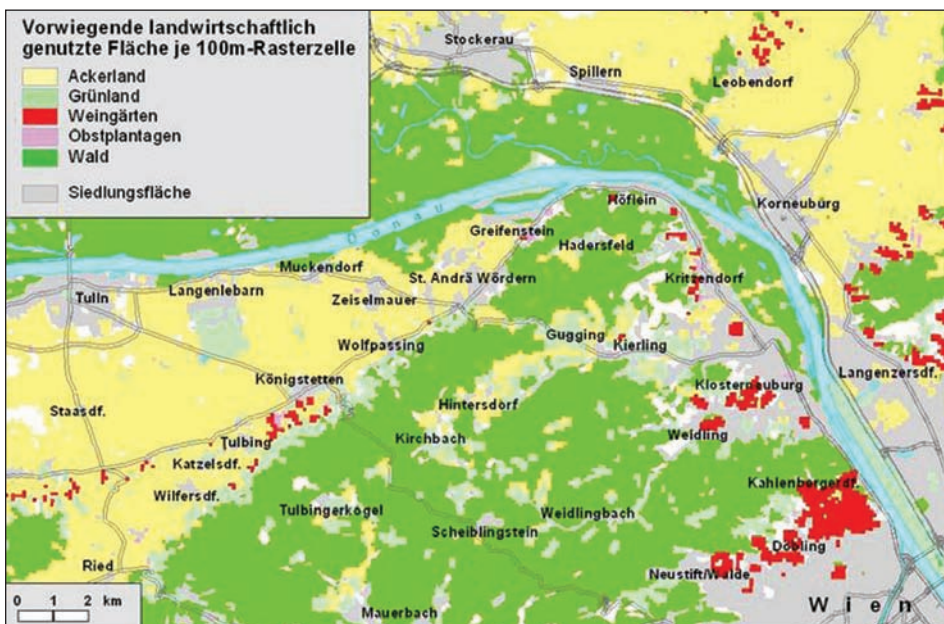 Vorwiegende landwirtschaftlich
genutzte Fläche je 100m-Rasterzelle
Ackerland
Grünland
Weingärten
Obstplantagen
Wald
Siedlungsfläche
Stockerau
Spillern
Leobendorf
Korneuburg
Höflein
Donau
Greifenstein
Hadersfeld
Muckendorf
St. Andrä Wördern
Kritzendorf
Tulln
Langenlebarn
Zeiselmauer
Gugging
Wolfpassing
Kierling
Langenzersdf.
Königstetten
Klosterneuburg
Staasdf.
Hintersdorf
Tulbing
Kirchbach
Weidling
Katzelsdf.
Kahlenbergerdf.
Wilfersdf.
Tulbingerkogel
Weidlingbach
Scheiblingstein
Döbling
Ried
Neustift/Walde
0 1 2 km
Mauerbach
Wien